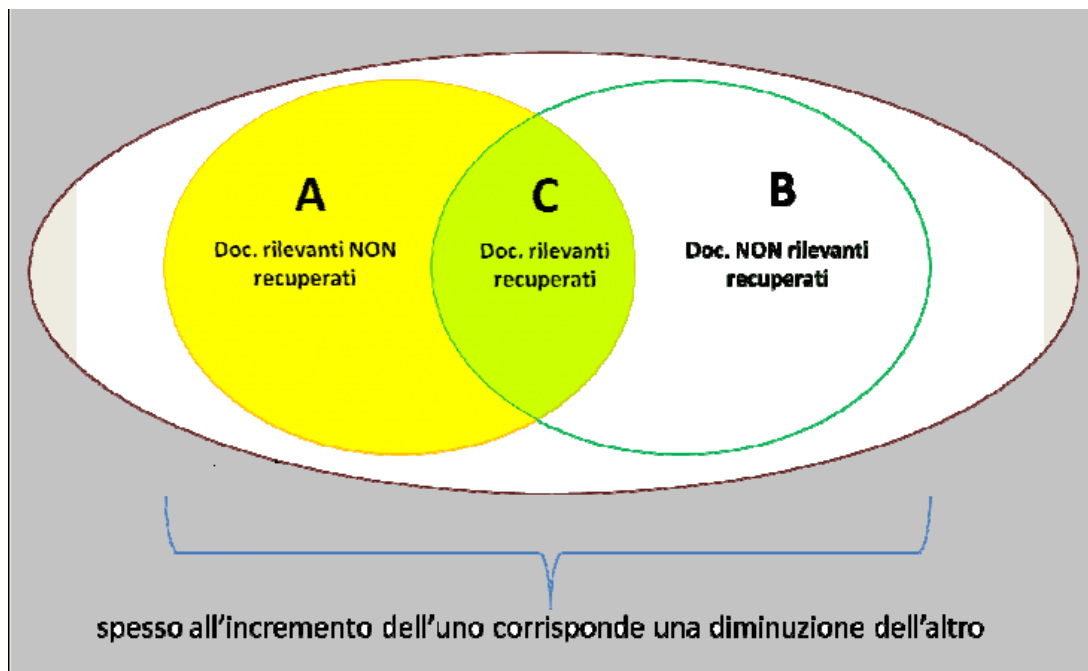 A
Doc. rilevanti NON
recuperati
C
Doc. rilevanti
recuperati
B
Doc. NON rilevanti
recuperati
spesso all'incremento dell'uno corrisponde una diminuzione dell'altro